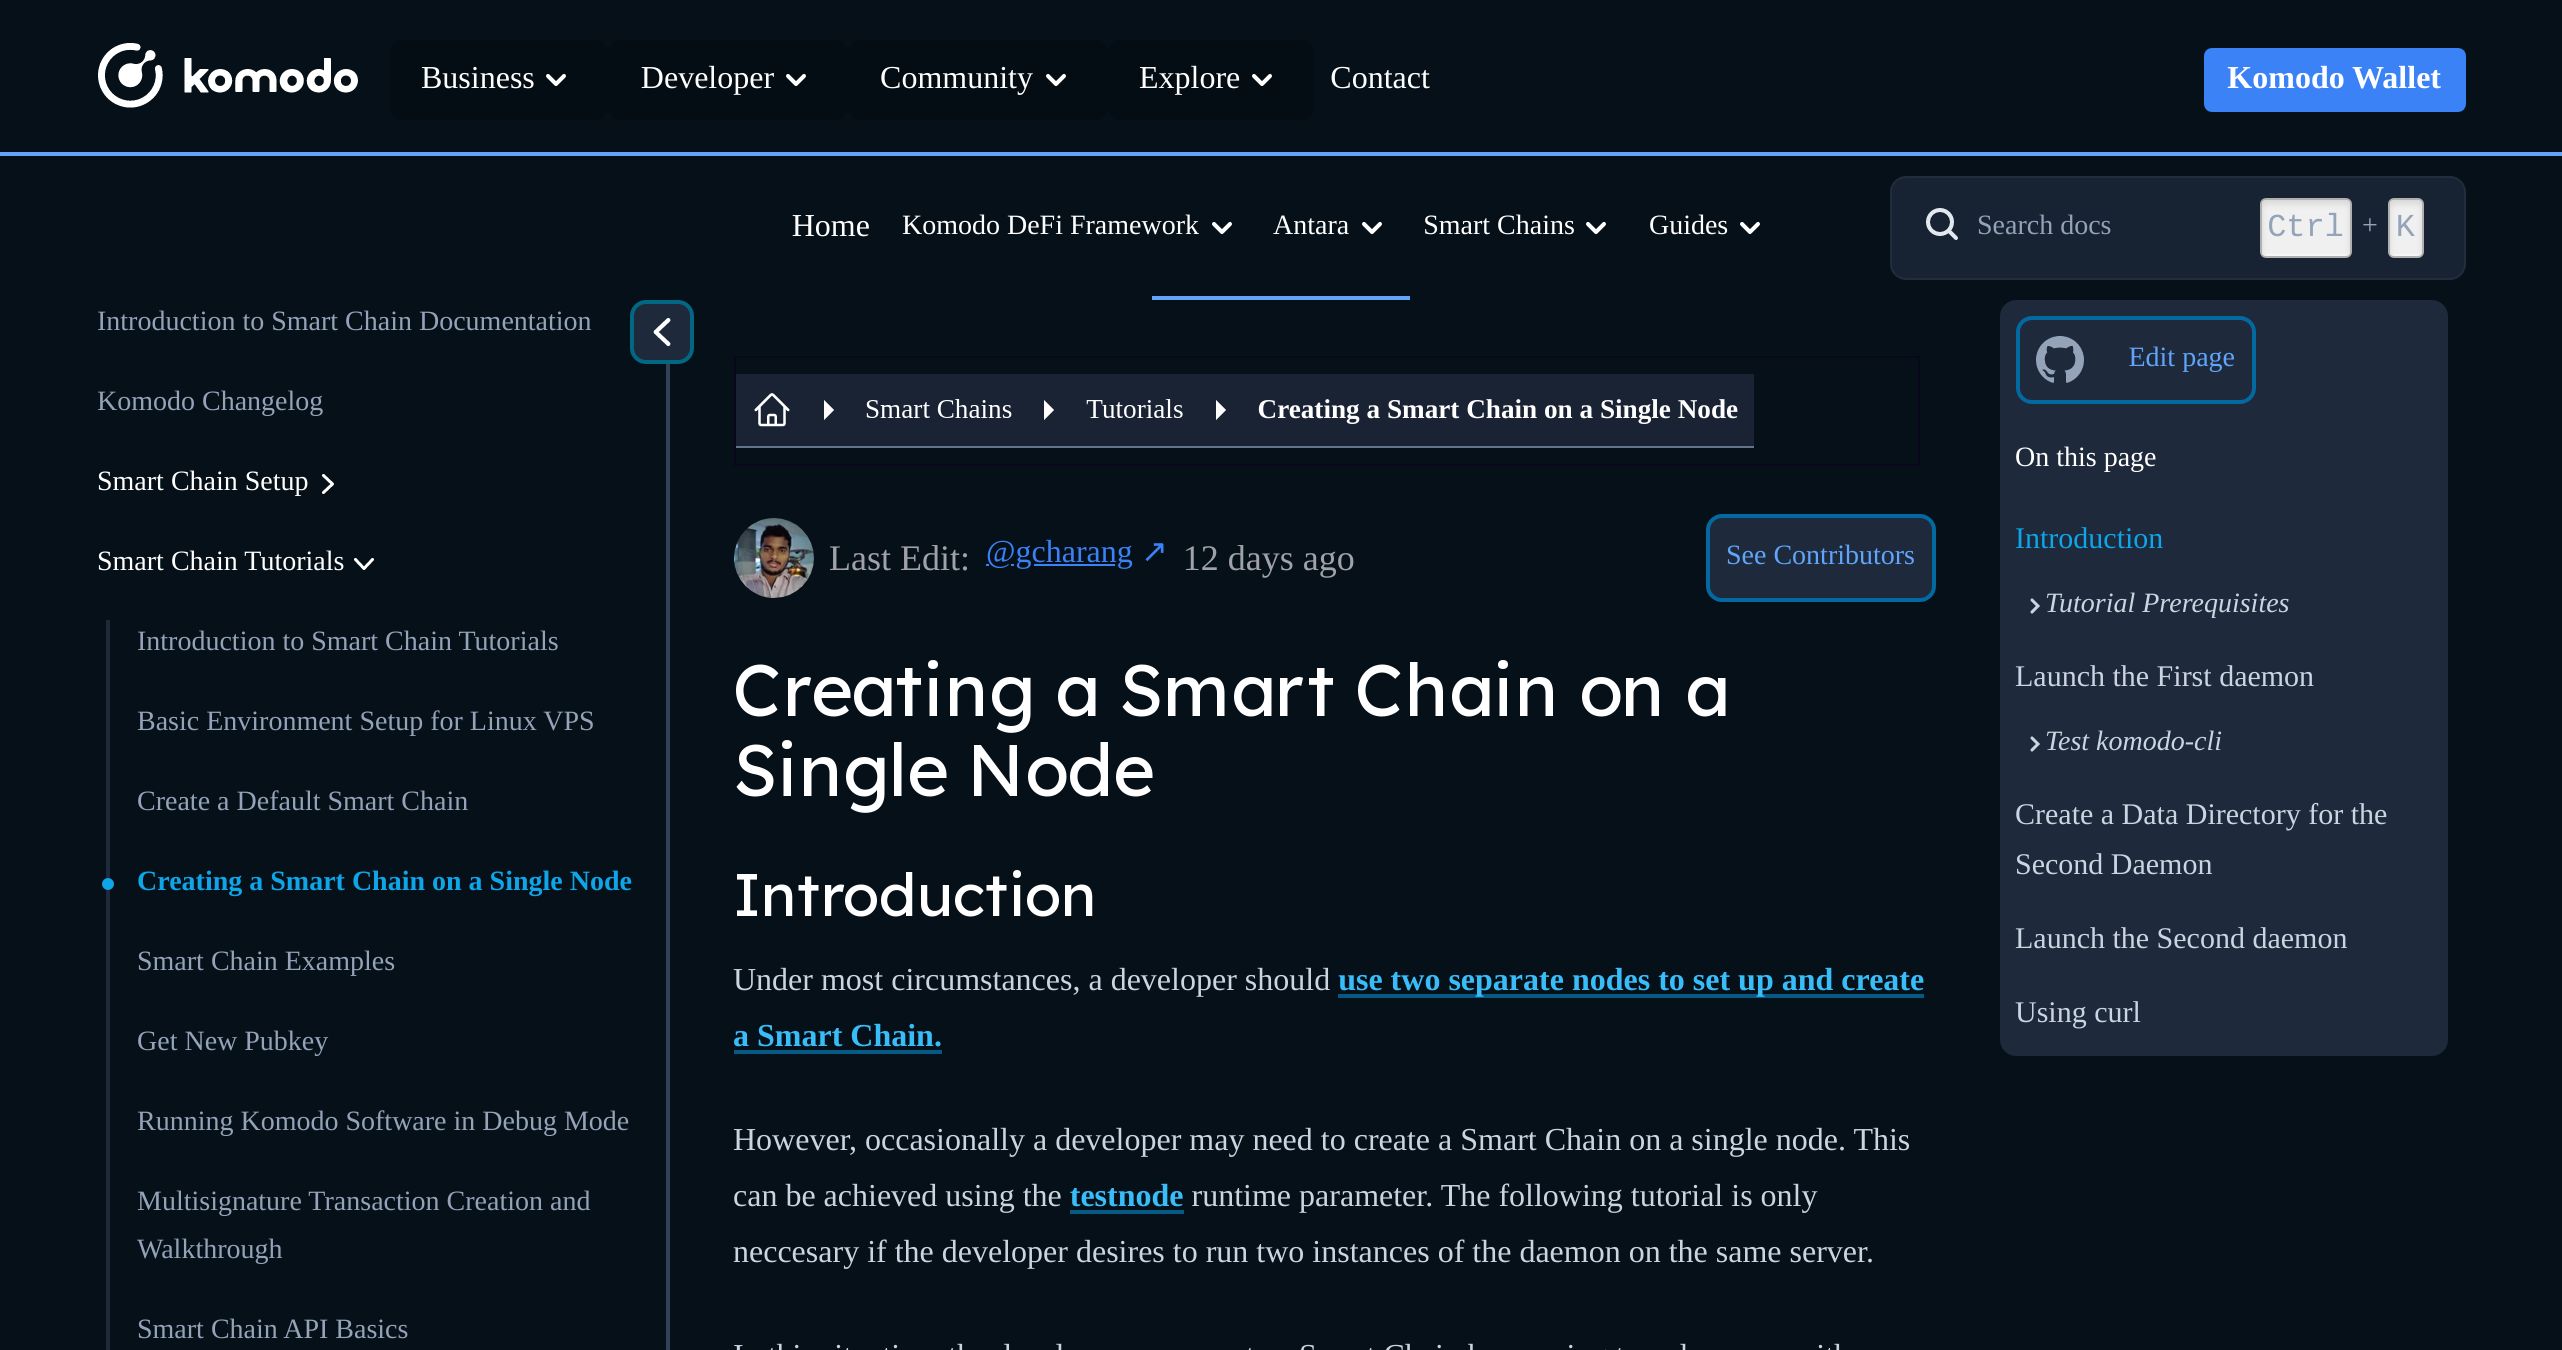 komodo
Business
Developer
Community
Explore
Contact
Komodo Wallet
Home
Komodo DeFi Framework
Antara
Smart Chains
Guides
Search docs
Ctrl + K
Introduction to Smart Chain Documentation
Komodo Changelog
Smart Chain Setup
Smart Chain Tutorials
Introduction to Smart Chain Tutorials
Basic Environment Setup for Linux VPS
Create a Default Smart Chain
Creating a Smart Chain on a Single Node
Smart Chain Examples
Get New Pubkey
Running Komodo Software in Debug Mode
Multisignature Transaction Creation and
Walkthrough
Smart Chain API Basics
Smart Chains
Tutorials
Creating a Smart Chain on a Single Node
Last Edit: @gcharang ↗ 12 days ago
See Contributors
Creating a Smart Chain on a
Single Node
Introduction
Under most circumstances, a developer should use two separate nodes to set up and create
a Smart Chain.
However, occasionally a developer may need to create a Smart Chain on a single node. This
can be achieved using the testnode runtime parameter. The following tutorial is only
neccesary if the developer desires to run two instances of the daemon on the same server.
Edit page
On this page
Introduction
Tutorial Prerequisites
Launch the First daemon
Test komodo-cli
Create a Data Directory for the
Second Daemon
Launch the Second daemon
Using curl